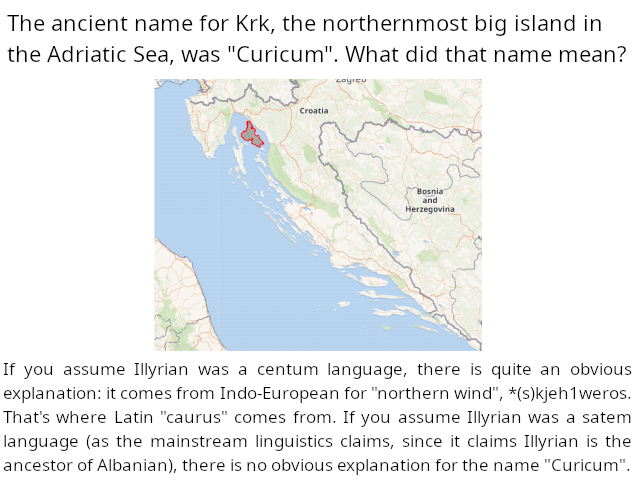 The ancient name for Krk, the northernmost big island in
the Adriatic Sea, was "Curicum". What did that name mean?
Zagreb
Croatia
Bosnia
and
Herzegovina
If you assume Illyrian was a centum language, there is quite an obvious
explanation: it comes from Indo-European for "northern wind", *(s)kjeh1weros.
That's where Latin "caurus" comes from. If you assume Illyrian was a satem
language (as the mainstream linguistics claims, since it claims Illyrian is the
ancestor of Albanian), there is no obvious explanation for the name "Curicum".